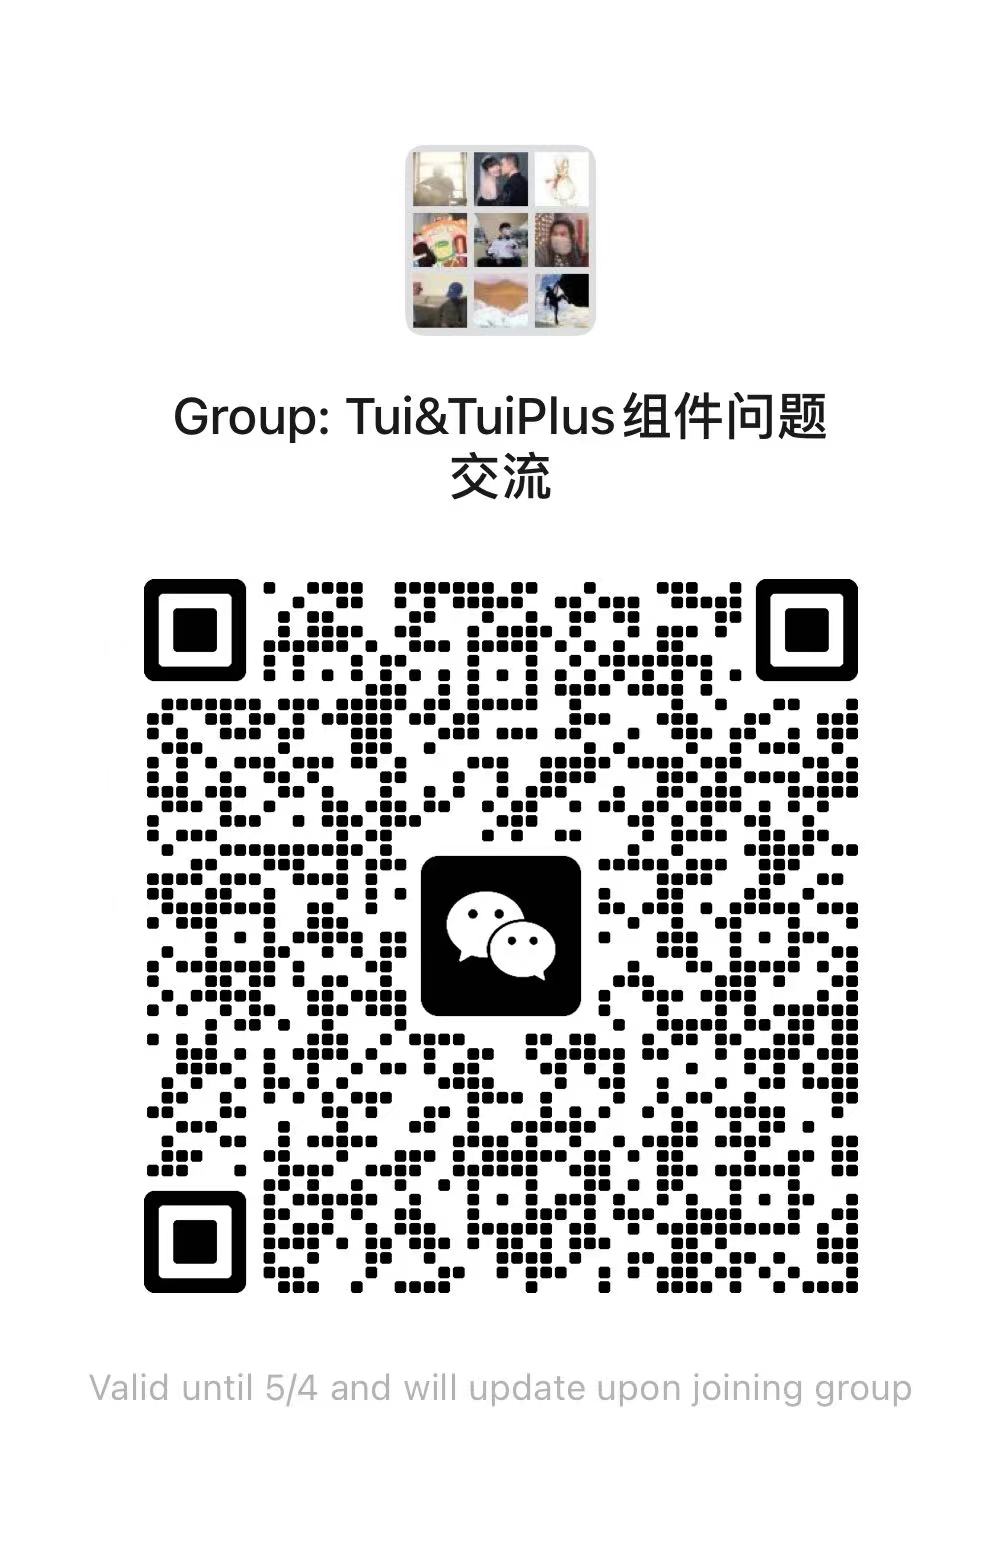 Group: Tui&TuiPlus组件问题
交流
Valid until 5/4 and will update upon joining group